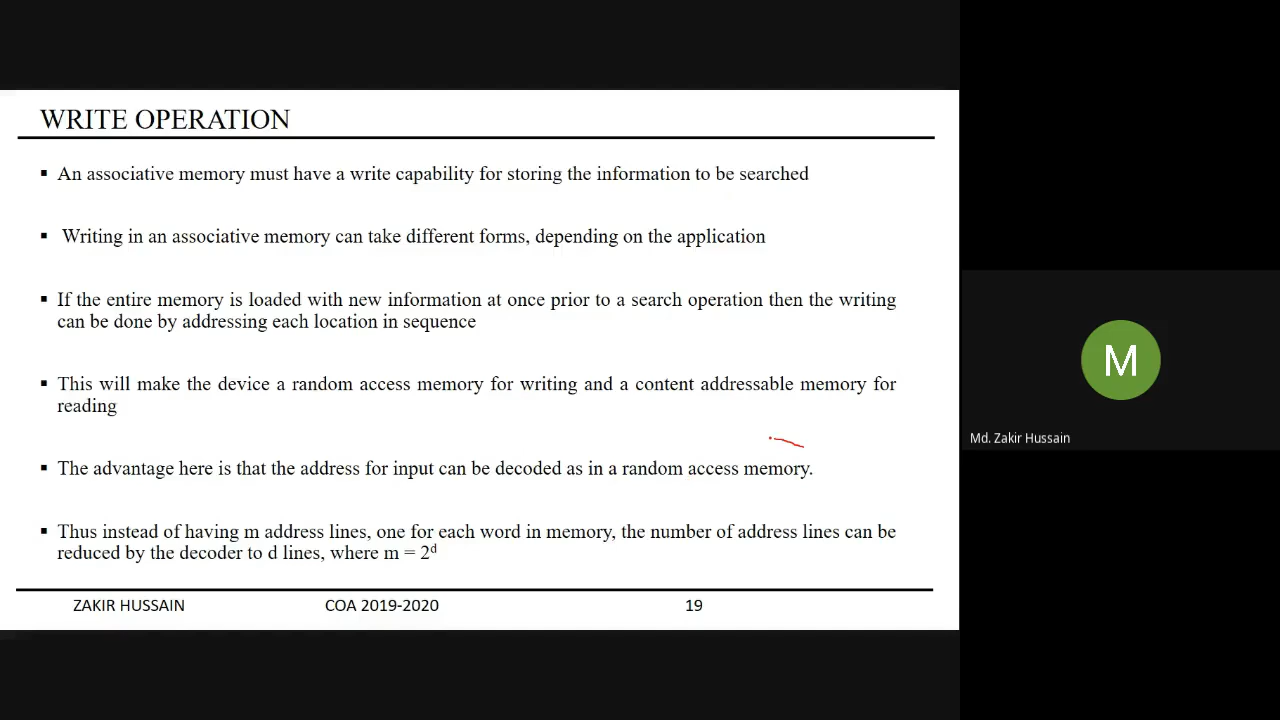 WRITE OPERATION
▪ An associative memory must have a write capability for storing the information to be searched
▪ Writing in an associative memory can take different forms, depending on the application
▪ If the entire memory is loaded with new information at once prior to a search operation then the writing
can be done by addressing each location in sequence
▪ This will make the device a random access memory for writing and a content addressable memory for
reading
▪ The advantage here is that the address for input can be decoded as in a random access memory.
▪ Thus instead of having m address lines, one for each word in memory, the number of address lines can be
reduced by the decoder to d lines, where m = 2ᵈ
ZAKIR HUSSAIN COA 2019-2020 19
M
Md. Zakir Hussain